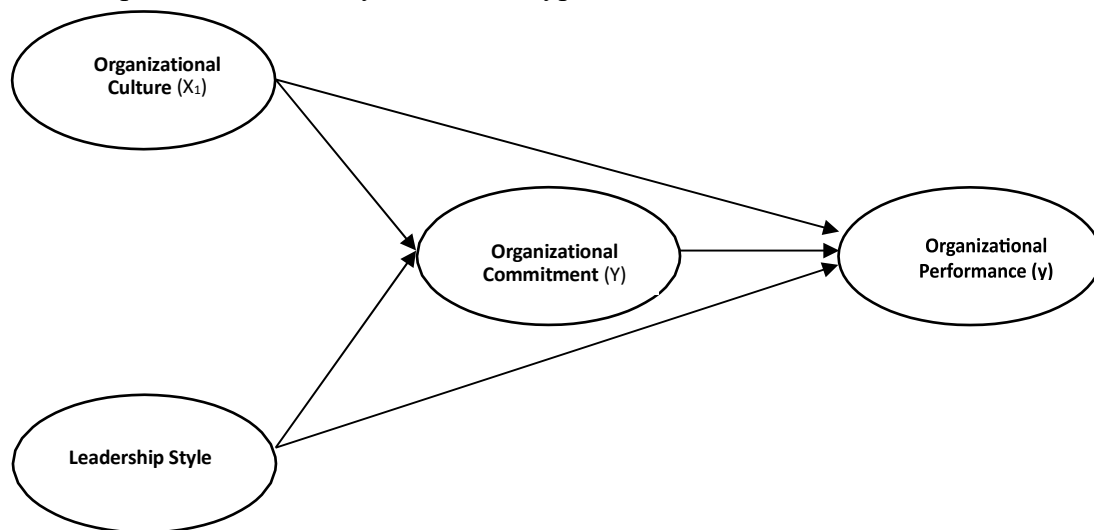 Organizational
Culture (X₁)
Organizational
Commitment (Y)
Organizational
Performance (y)
Leadership Style